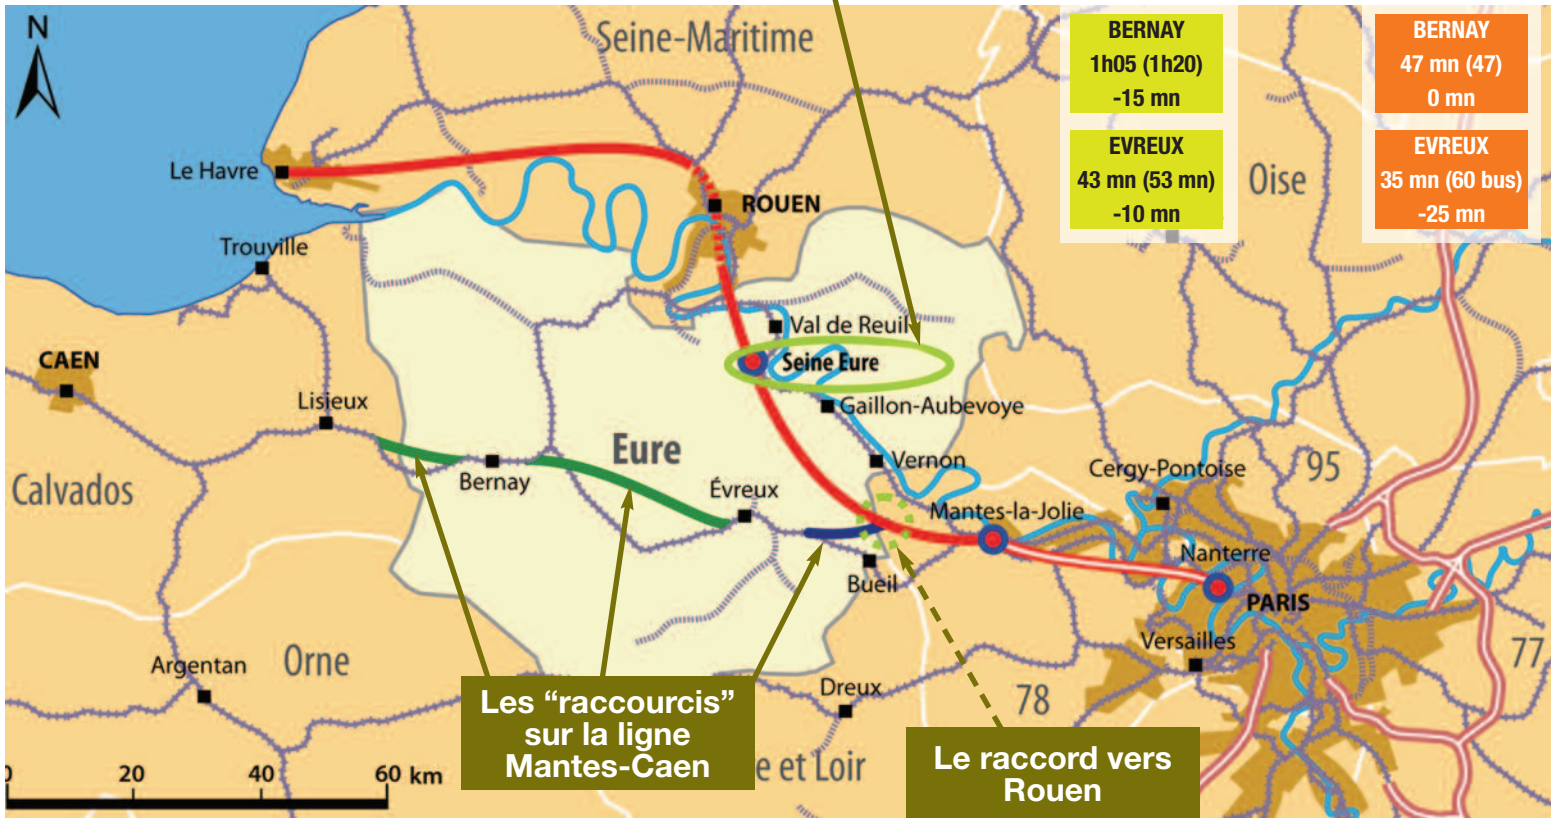 N
Seine-Maritime
BERNAY
1h05 (1h20)
-15 mn
BERNAY
47 mn (47)
0 mn
EVREUX
43 mn (53 mn)
-10 mn
EVREUX
35 mn (60 bus)
-25 mn
Oise
Le Havre
ROUEN
Trouville
Val de Reuil
Seine Eure
CAEN
Lisieux
Gaillon-Aubevoye
Eure
Vernon
Cergy-Pontoise
95
Calvados
Bernay
Évreux
Mantes-la-Jolie
Nanterre
Bueil
PARIS
Versailles
77
Argentan
Orne
Dreux
78
Les “raccourcis”
sur la ligne
Mantes-Caen
e et Loir
Le raccord vers
Rouen
0 20 40 60 km